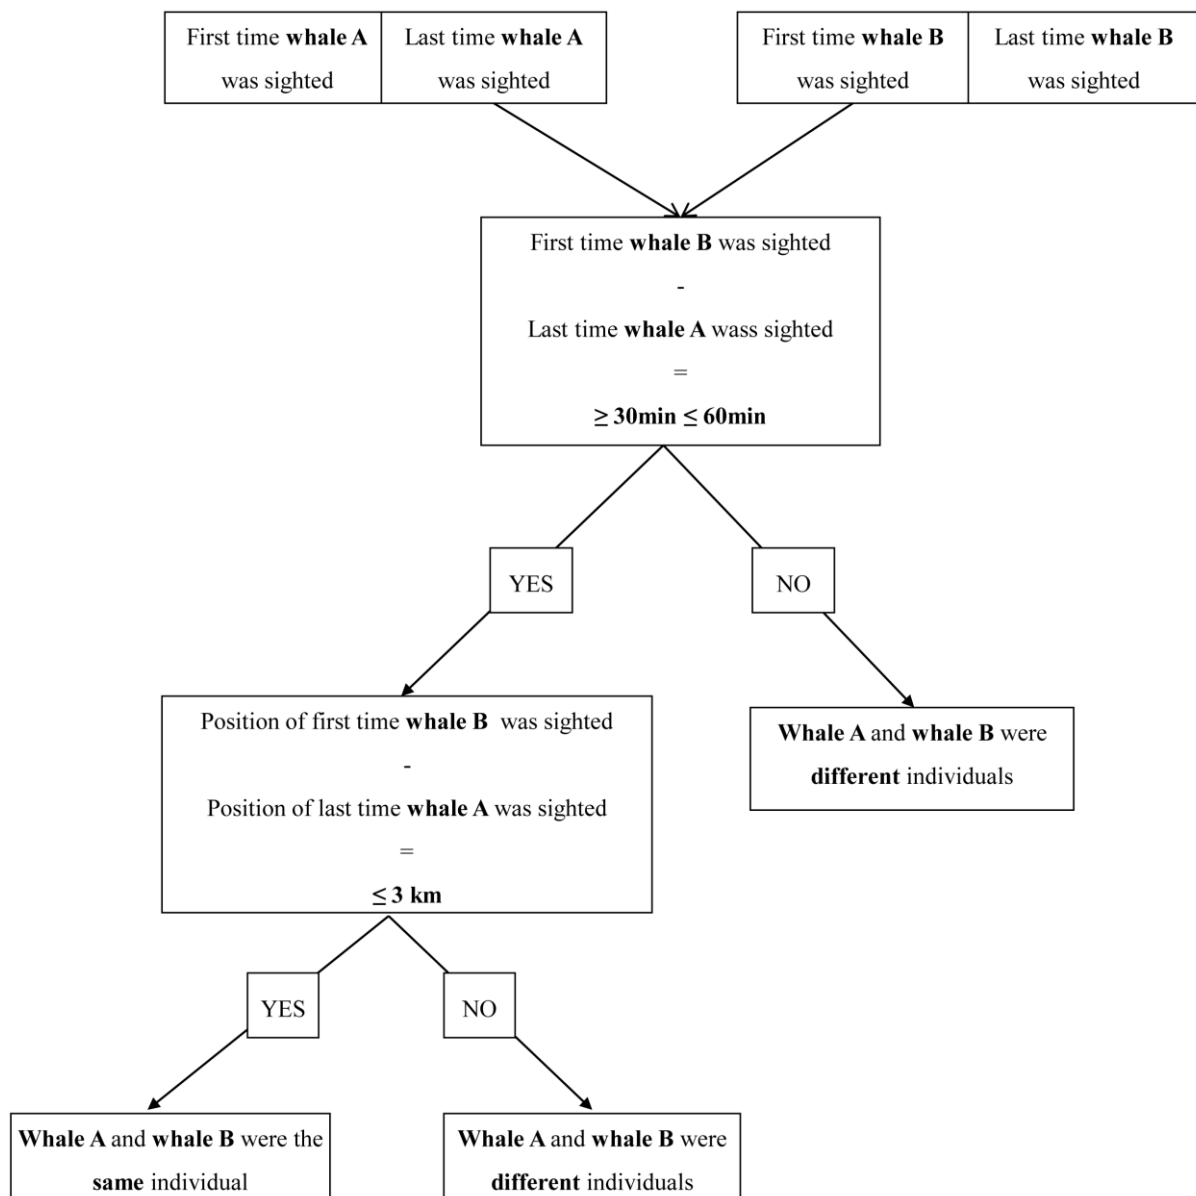 First time whale A
was sighted
Last time whale A
was sighted
First time whale B
was sighted
Last time whale B
was sighted
First time whale B was sighted
-
Last time whale A wass sighted
=
≥ 30min ≤ 60min
YES
NO
Position of first time whale B was sighted
-
Position of last time whale A was sighted
=
≤ 3 km
Whale A and whale B were
different individuals
YES
NO
Whale A and whale B were the
same individual
Whale A and whale B were
different individuals